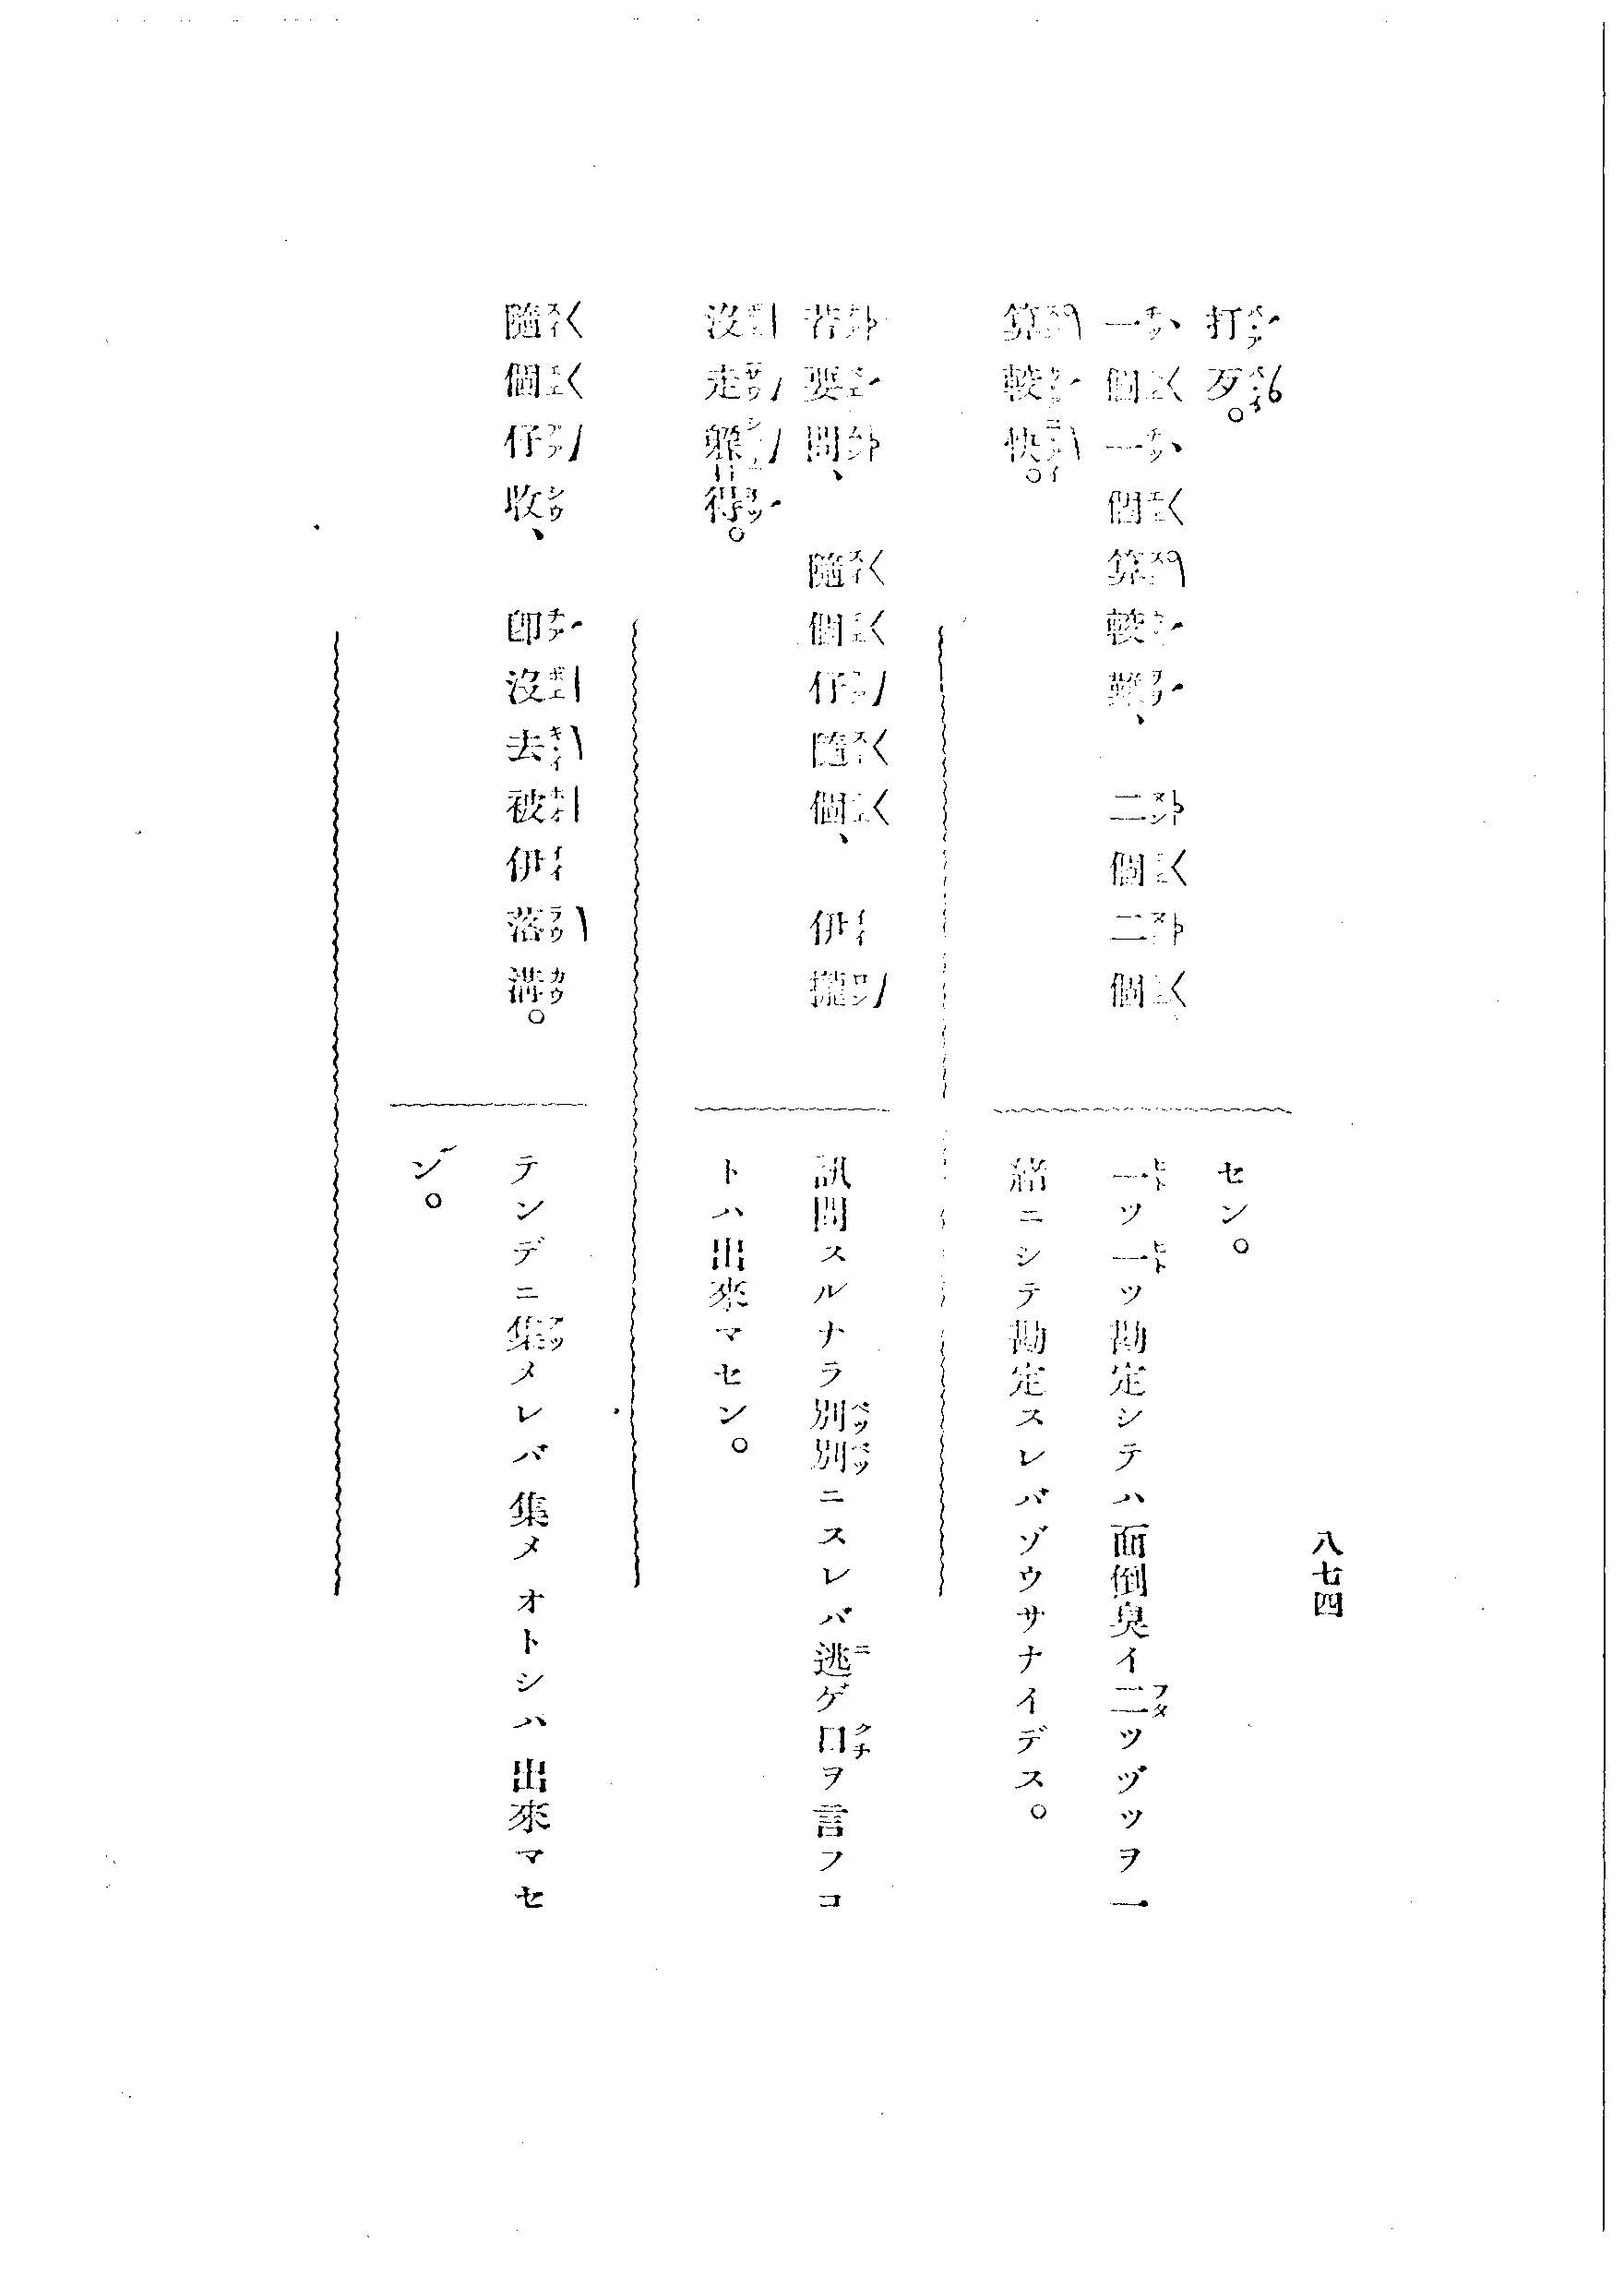 八七四
打歹。
一個一個算較難、二個二個
算較快。
若要問、隨個仔隨個、伊攏
沒走躱得。
隨個仔收、卽沒去被伊落溝。
セン。
一ツ一ツ勘定シテハ面倒臭イ二ツヅツヲ一
緒ニシテ勘定スレバゾウサナイデス。
訊問スルナラ別別ニスレバ逃ゲ口ヲ言フコ
トハ出來マセン。
テンデニ集メレバ集メオトシハ出來マセ
ン。